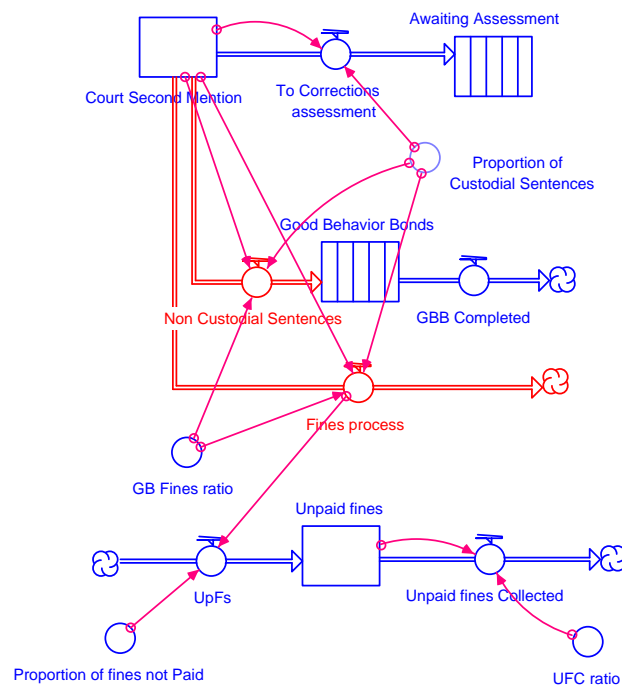 Awaiting Assessment
Court Second Mention
To Corrections
assessment
Proportion of
Custodial Sentences
Good Behavior Bonds
Non Custodial Sentences
GBB Completed
Fines process
GB Fines ratio
Unpaid fines
UpFs
Unpaid fines Collected
Proportion of fines not Paid
UFC ratio